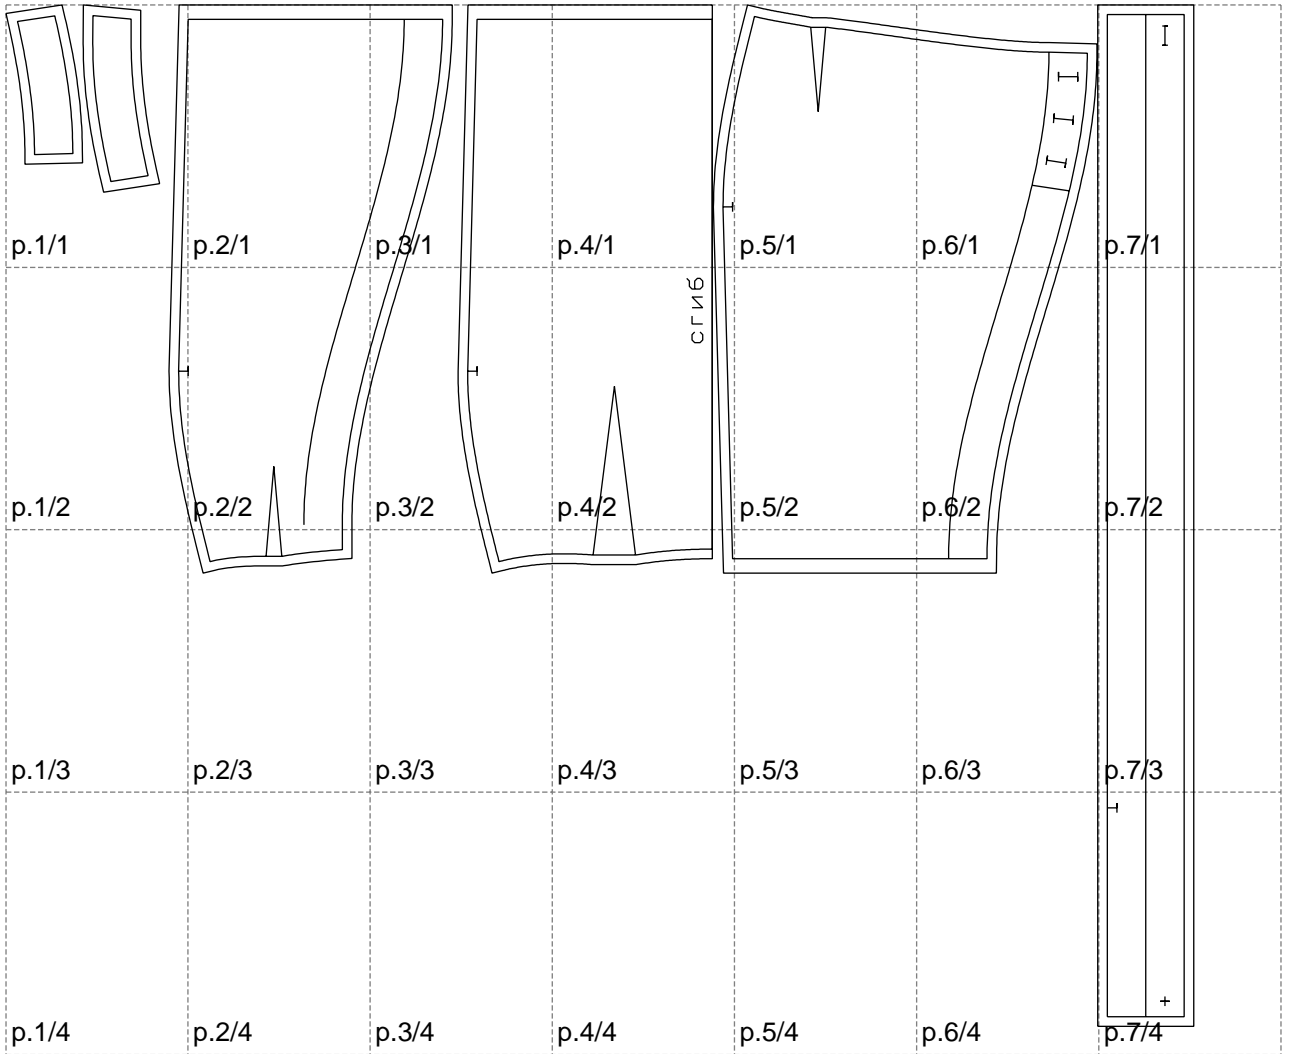 p.1/1 p.2/1 p.3/1 p.4/1 p.5/1 p.6/1 p.7/1
сгиб
p.1/2 p.2/2 p.3/2 p.4/2 p.5/2 p.6/2 p.7/2
p.1/3 p.2/3 p.3/3 p.4/3 p.5/3 p.6/3 p.7/3
p.1/4 p.2/4 p.3/4 p.4/4 p.5/4 p.6/4 p.7/4